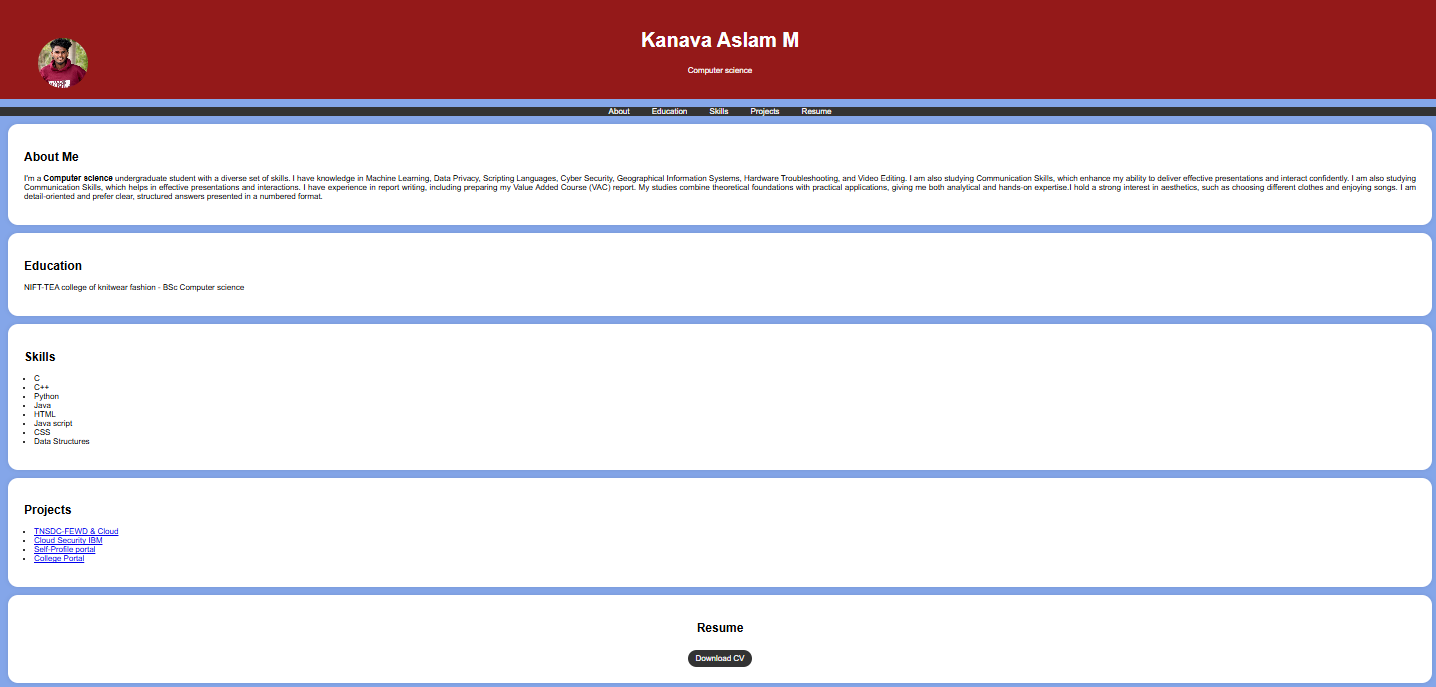 Kanava Aslam M
Computer science
About Education Skills Projects Resume
About Me
I'm a Computer science undergraduate student with a diverse set of skills. I have knowledge in Machine Learning, Data Privacy, Scripting Languages, Cyber Security, Geographical Information Systems, Hardware Troubleshooting, and Video Editing. I am also studying Communication Skills, which enhance my ability to deliver effective presentations and interact confidently. I am also studying
Communication Skills, which helps in effective presentations and interactions. I have experience in report writing, including preparing my Value Added Course (VAC) report. My studies combine theoretical foundations with practical applications, giving me both analytical and hands-on expertise.I hold a strong interest in aesthetics, such as choosing different clothes and enjoying songs. I am
detail-oriented and prefer clear, structured answers presented in a numbered format.
Education
NIFT-TEA college of knitwear fashion - BSc Computer science
Skills
C
C++
Python
Java
HTML
Java script
CSS
Data Structures
Projects
TNSDC-FEWD & Cloud
Cloud Security IBM
Self-Profile portal
College Portal
Resume
Download CV